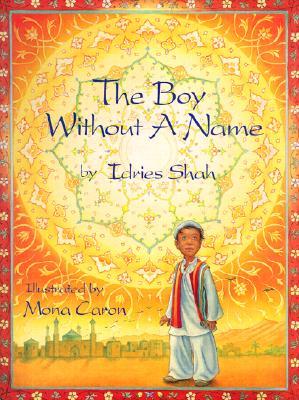 The Boy
Without A Name
by Idries Shah
Illustrated by
Mona Caron